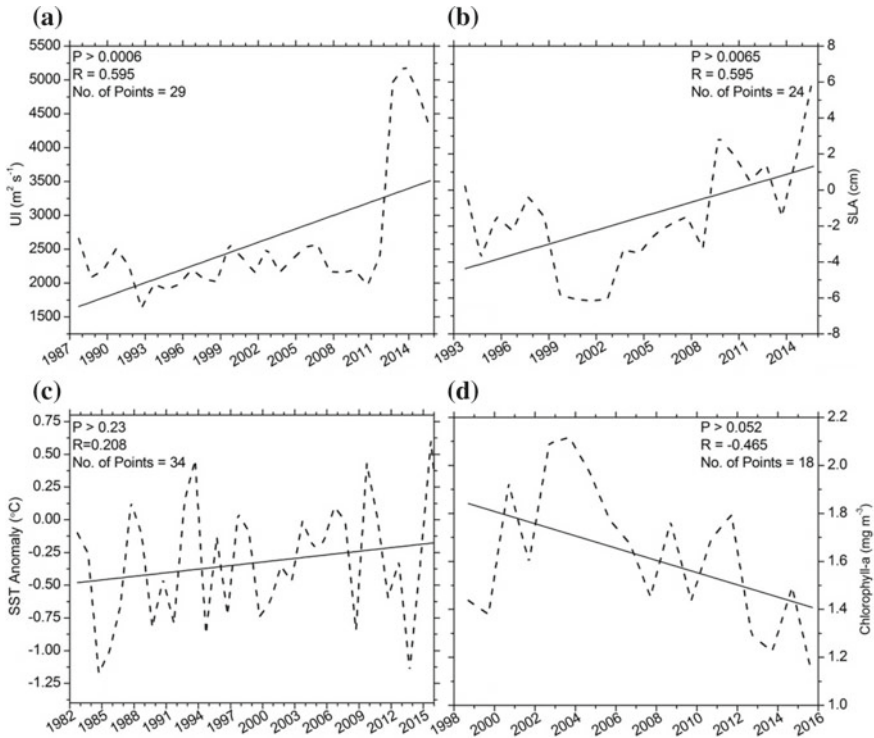 (a)
P > 0.0006
R = 0.595
No. of Points = 29
UI (m² s⁻¹)
5500
5000
4500
4000
3500
3000
2500
2000
1500
1987 1990 1993 1996 1999 2002 2005 2008 2011 2014
(b)
P > 0.0065
R = 0.595
No. of Points = 24
8
6
4
2
0
-2
-4
-6
-8
SLA (cm)
1993 1996 1999 2002 2005 2008 2011 2014
(c)
P > 0.23
R=0.208
No. of Points = 34
SST Anomaly (°C)
0.75
0.50
0.25
0.00
-0.25
-0.50
-0.75
-1.00
-1.25
1982 1985 1988 1991 1994 1997 2000 2003 2006 2009 2012 2015
(d)
P > 0.052
R = -0.465
No. of Points = 18
2.2
2.0
1.8
1.6
1.4
1.2
1.0
Chlorophyll-a (mg m⁻³)
1998 2000 2002 2004 2006 2008 2010 2012 2014 2016